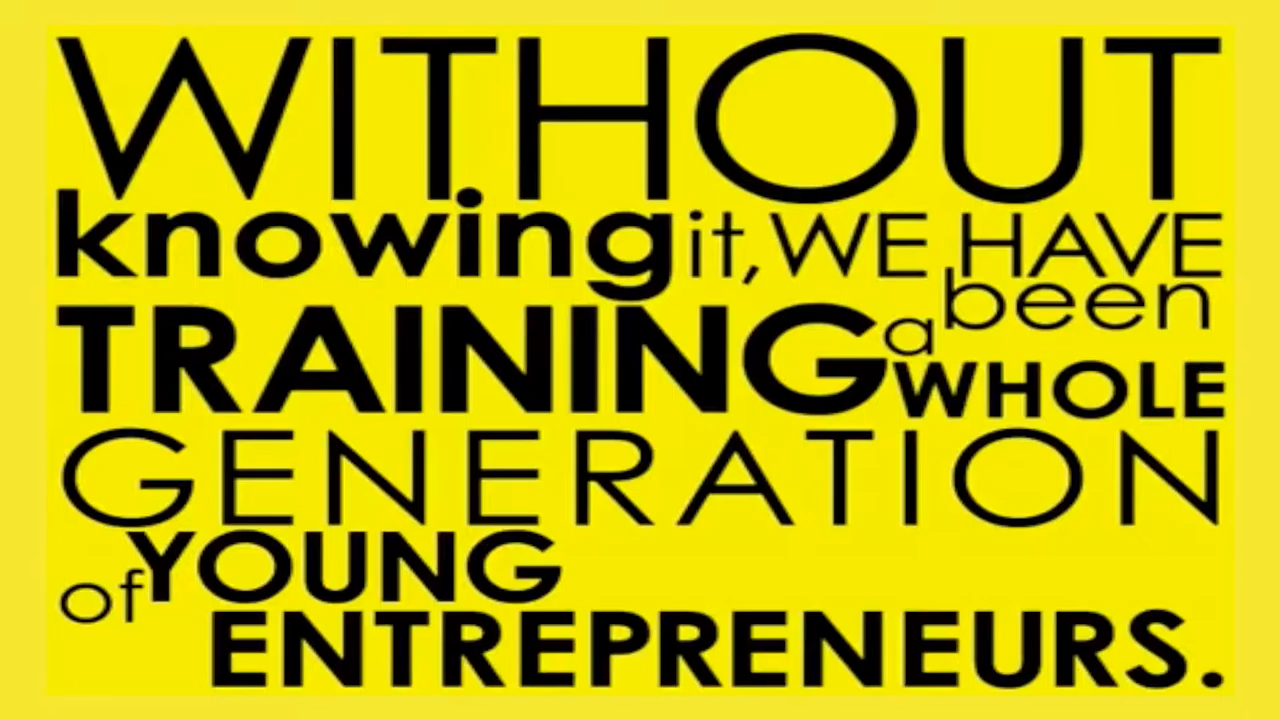 WITHOUT
knowing it, WE HAVE
been
TRAINING a
WHOLE
GENERATION
of YOUNG
ENTREPRENEURS.